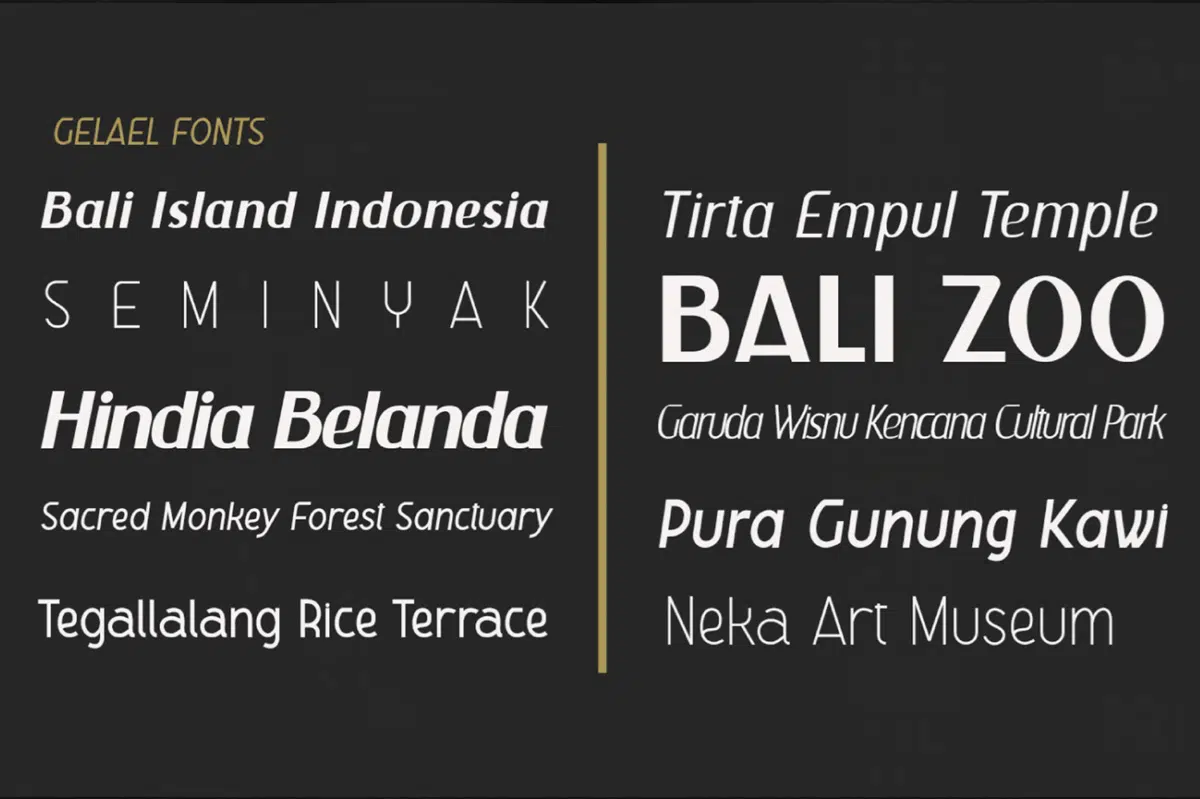 GELAEL FONTS
Bali Island Indonesia
SEMINYAK
Hindia Belanda
Sacred Monkey Forest Sanctuary
Tegallalang Rice Terrace
Tirta Empul Temple
BALI ZOO
Garuda Wisnu Kencana Cultural Park
Pura Gunung Kawi
Neka Art Museum